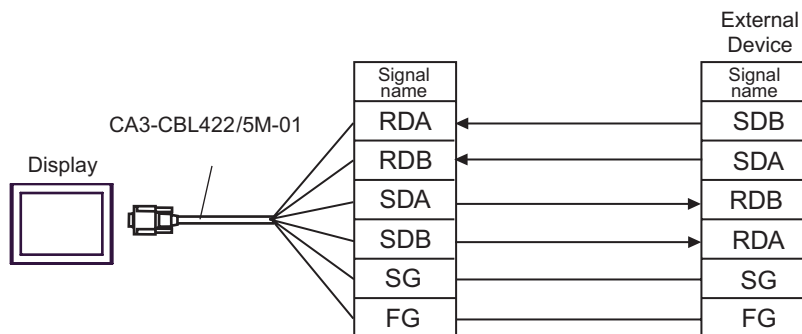 External
Device
Signal
name
Signal
name
CA3-CBL422/5M-01
RDA
SDB
Display
RDB
SDA
SDA
RDB
SDB
RDA
SG
SG
FG
FG